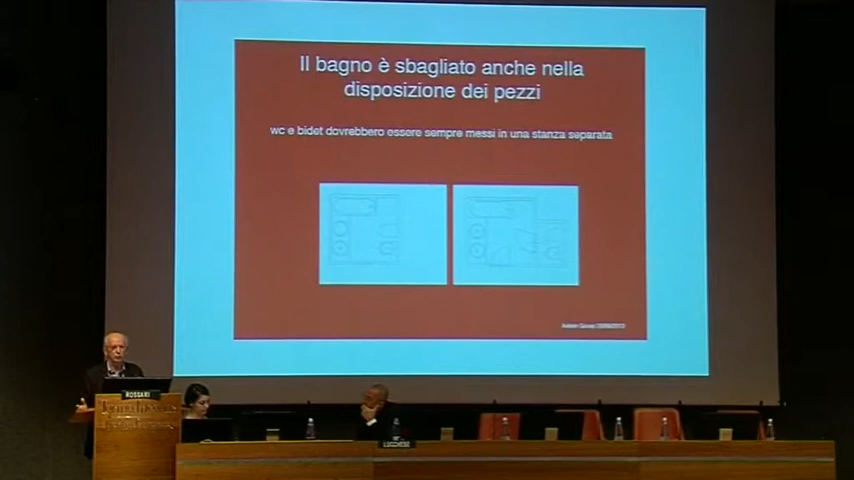 Il bagno è sbagliato anche nella
disposizione dei pezzi
wc e bidet dovrebbero essere sempre messi in una stanza separata
ROSSARI
LUCCHESE